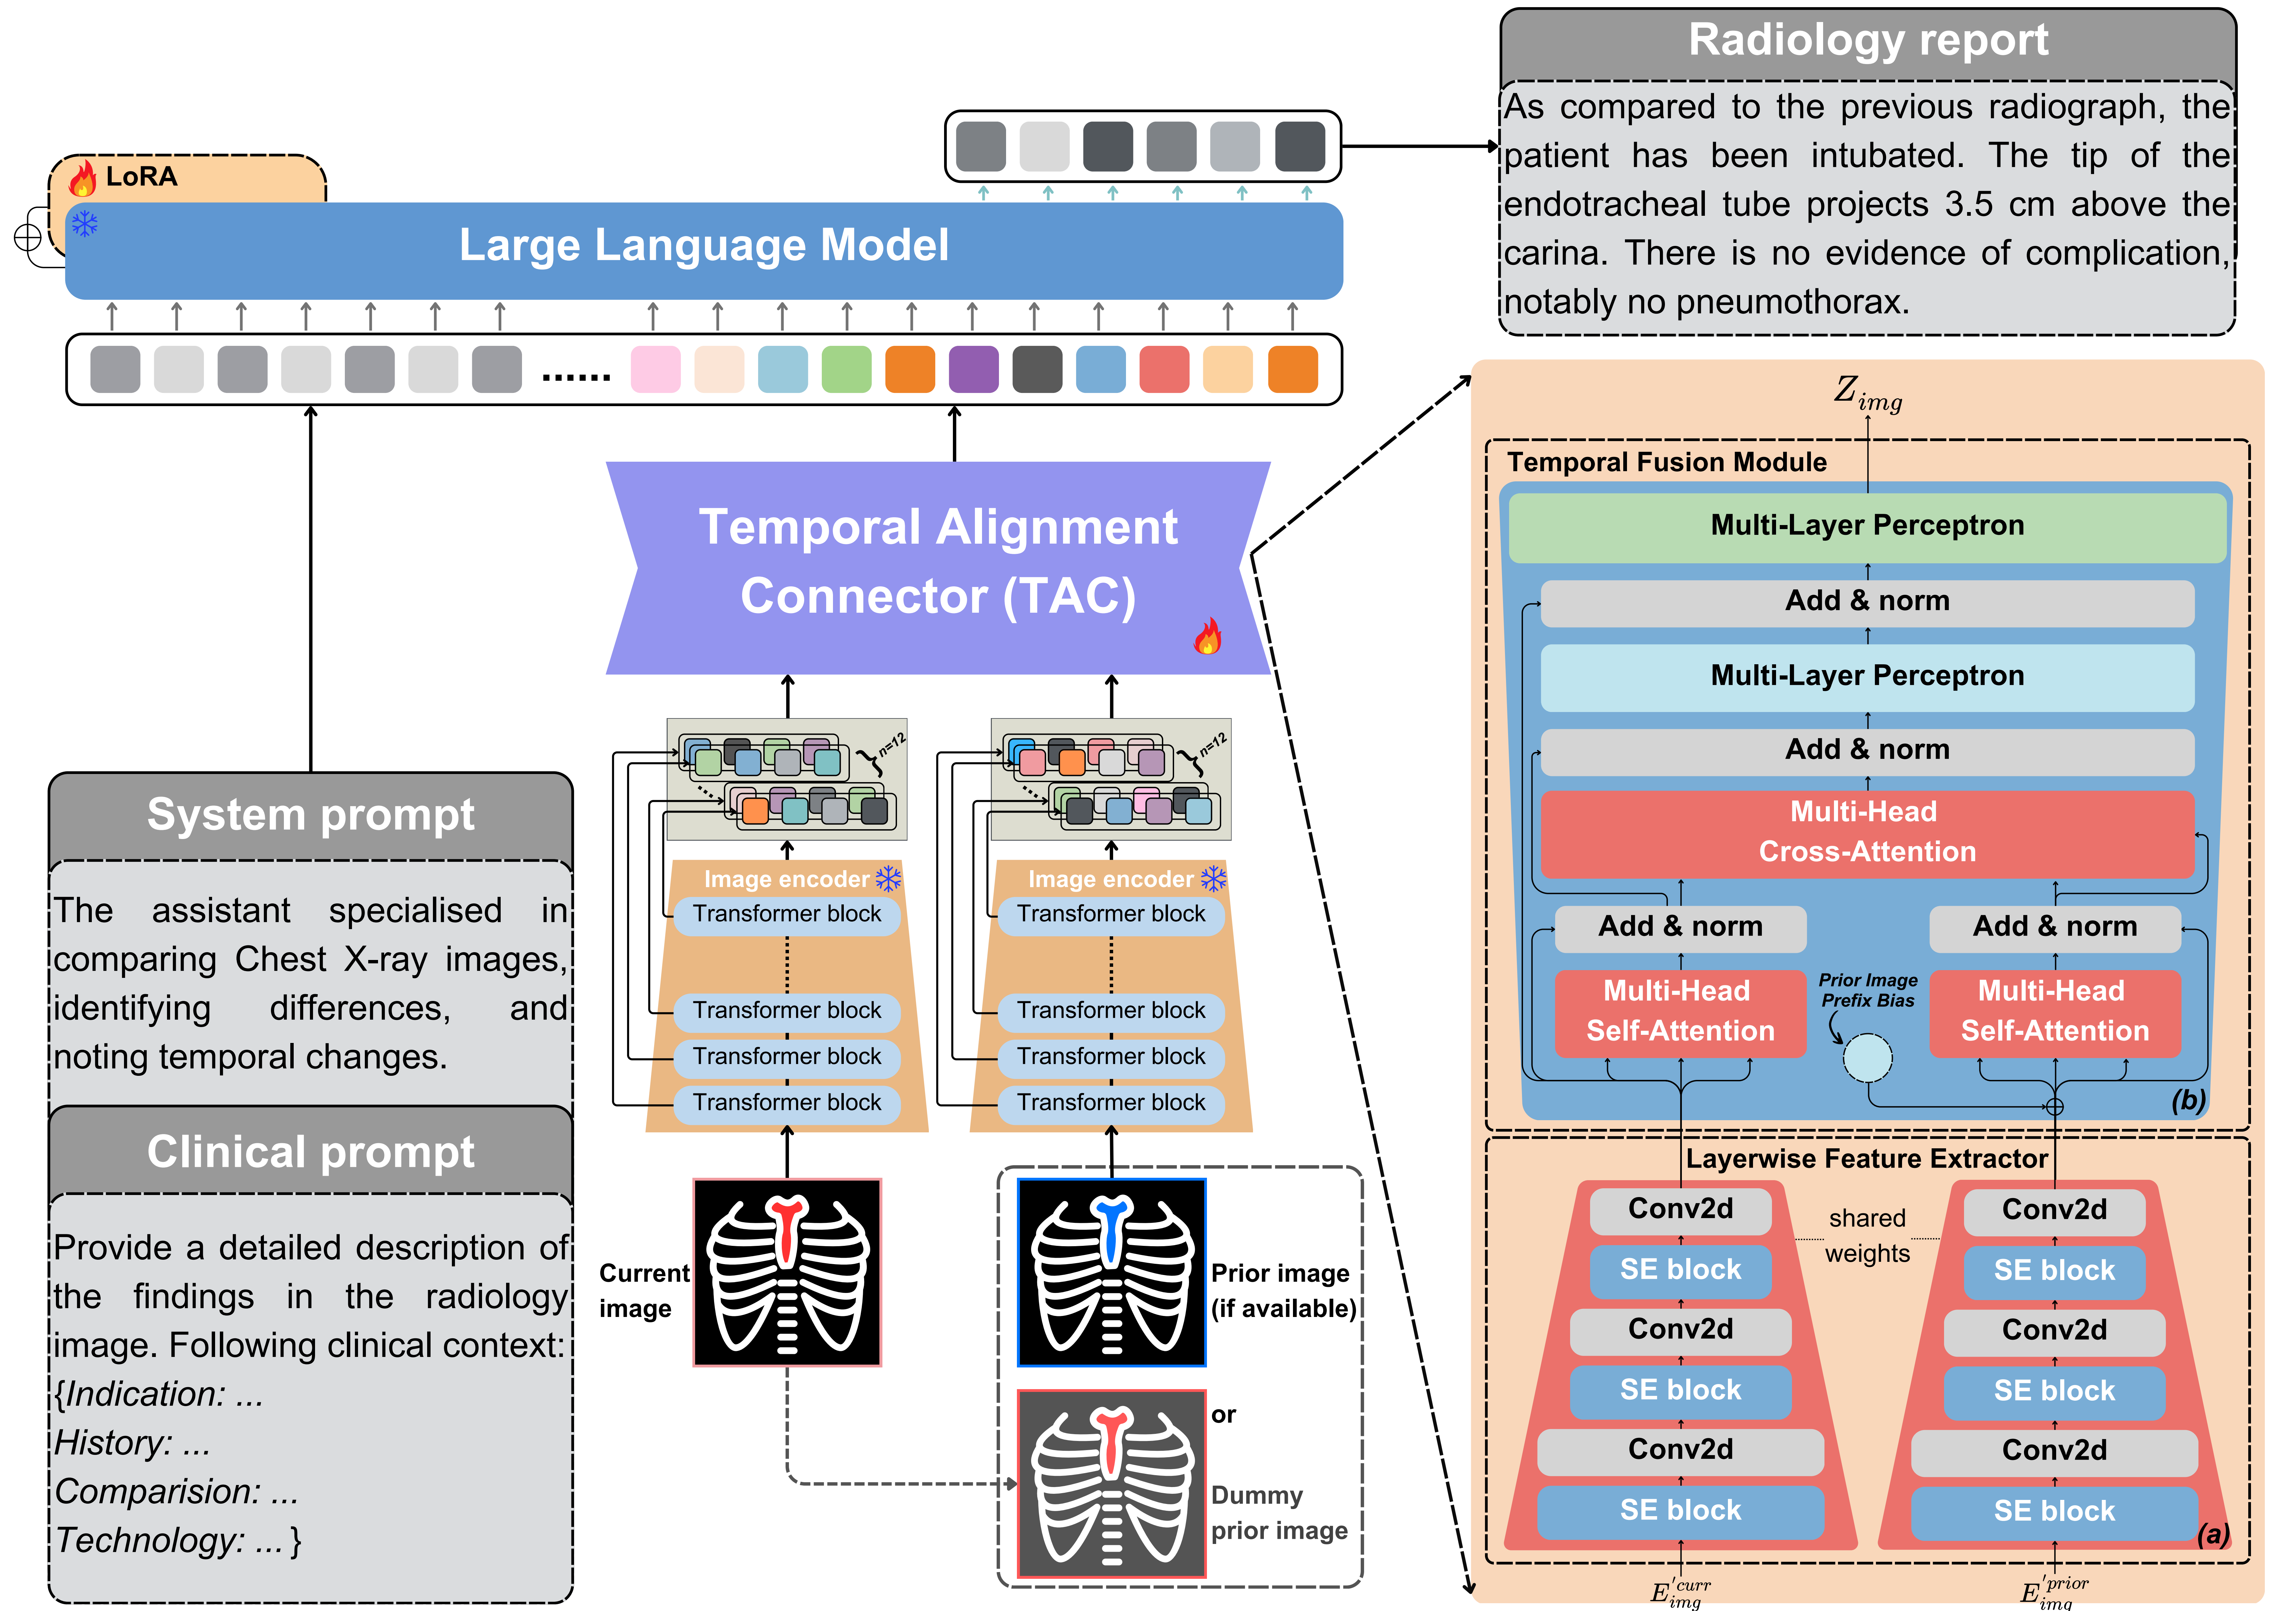 Radiology report
As compared to the previous radiograph, the
patient has been intubated. The tip of the
endotracheal tube projects 3.5 cm above the
carina. There is no evidence of complication,
notably no pneumothorax.
LoRA
Large Language Model
......
Temporal Alignment
Connector (TAC)
n=12
n=12
Image encoder
Transformer block
Transformer block
Transformer block
Transformer block
Image encoder
Transformer block
Transformer block
Transformer block
Transformer block
System prompt
The assistant specialised in
comparing Chest X-ray images,
identifying differences, and
noting temporal changes.
Clinical prompt
Provide a detailed description of
the findings in the radiology
image. Following clinical context:
{Indication: ...
History: ...
Comparision: ...
Technology: ... }
Current
image
Prior image
(if available)
or
Dummy
prior image
Z_{img}
Temporal Fusion Module
Multi-Layer Perceptron
Add & norm
Multi-Layer Perceptron
Add & norm
Multi-Head
Cross-Attention
Add & norm
Add & norm
Multi-Head
Self-Attention
Prior Image
Prefix Bias
Multi-Head
Self-Attention
(b)
Layerwise Feature Extractor
Conv2d
SE block
Conv2d
SE block
Conv2d
SE block
shared
weights
Conv2d
SE block
Conv2d
SE block
Conv2d
SE block
(a)
E_{img}^{'curr}
E_{img}^{'prior}